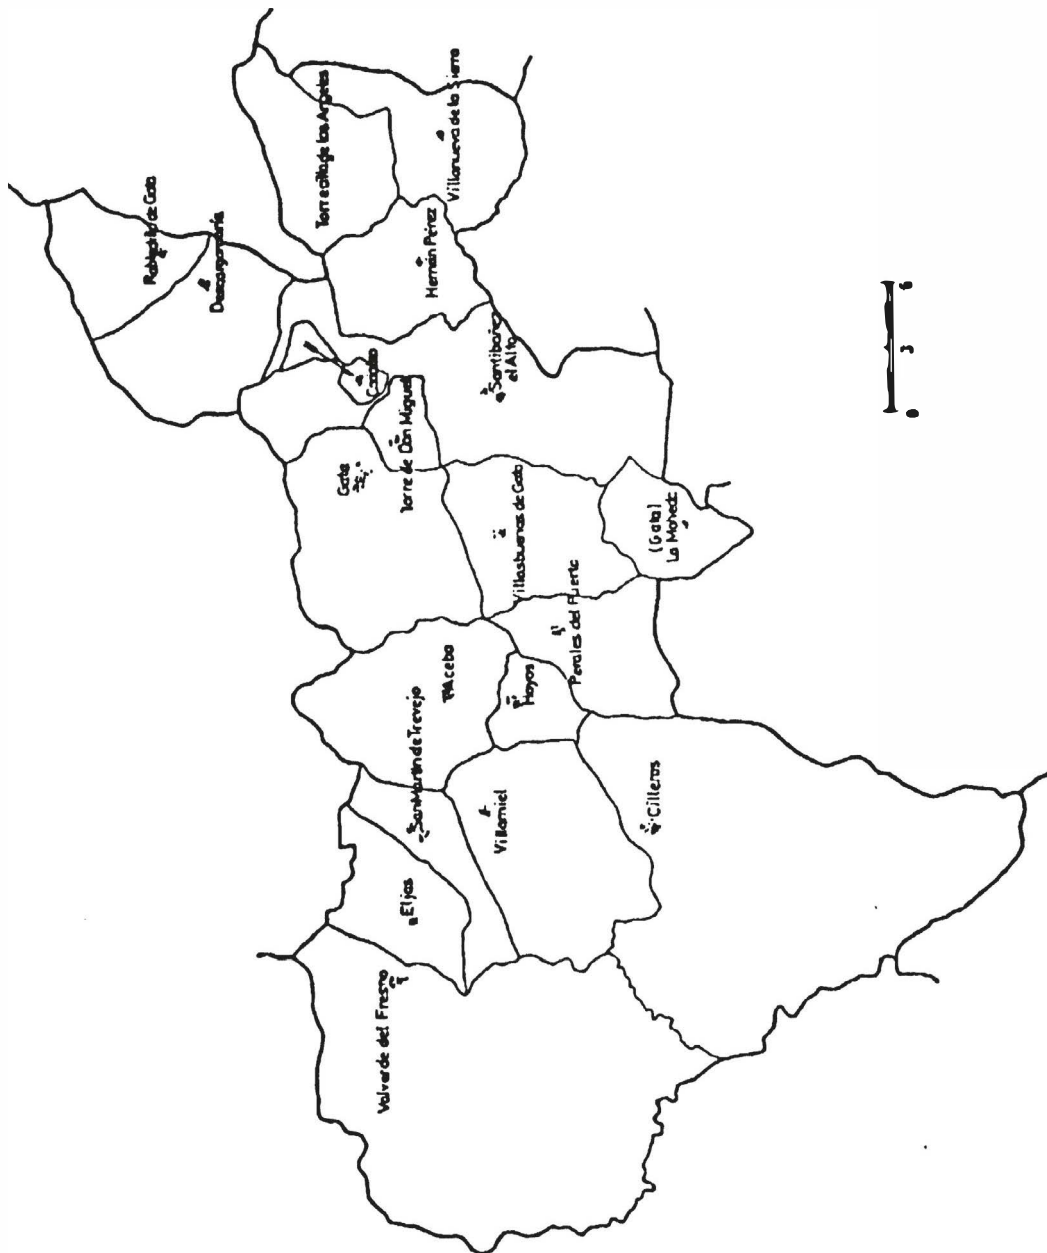 Robledillo de Gata
Descargamaría
Torrecilla de los Angeles
Gata
Cadalso
Valverde del Fresno
Torre de Don Miguel
Eljas
San Martín de Trevejo
Hernán Pérez
Acebo
Villanueva de la Sierra
Santibañez
el Alto
Villamiel
Villasbuenas de Gata
Hoyos
Perales del Puerto
Cilleros
(Gata)
La Moheda
0 3 6